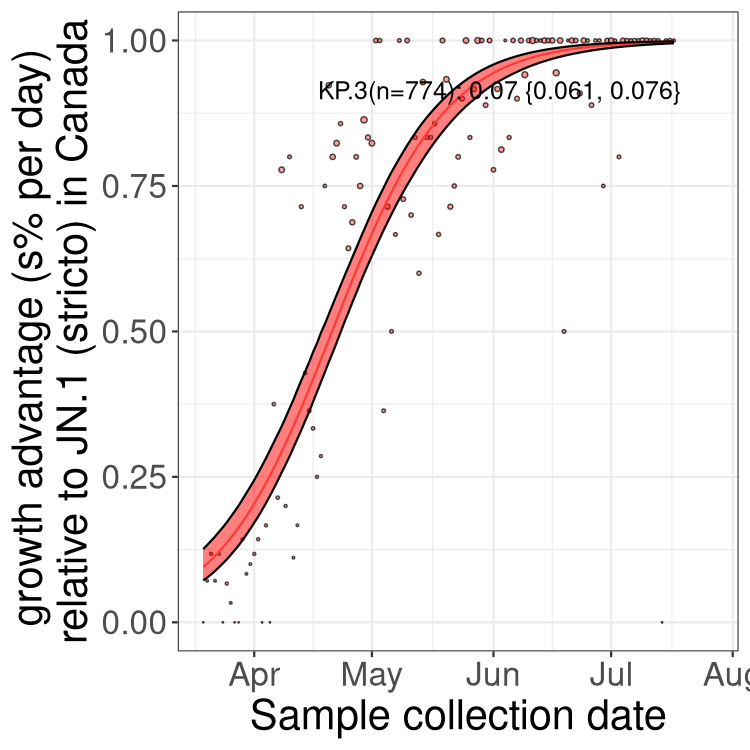 growth advantage (s% per day)
relative to JN.1 (stricto) in Canada
1.00
0.75
0.50
0.25
0.00
KP.3(n=774): 0.07 {0.061, 0.076}
Apr May Jun Jul Aug
Sample collection date